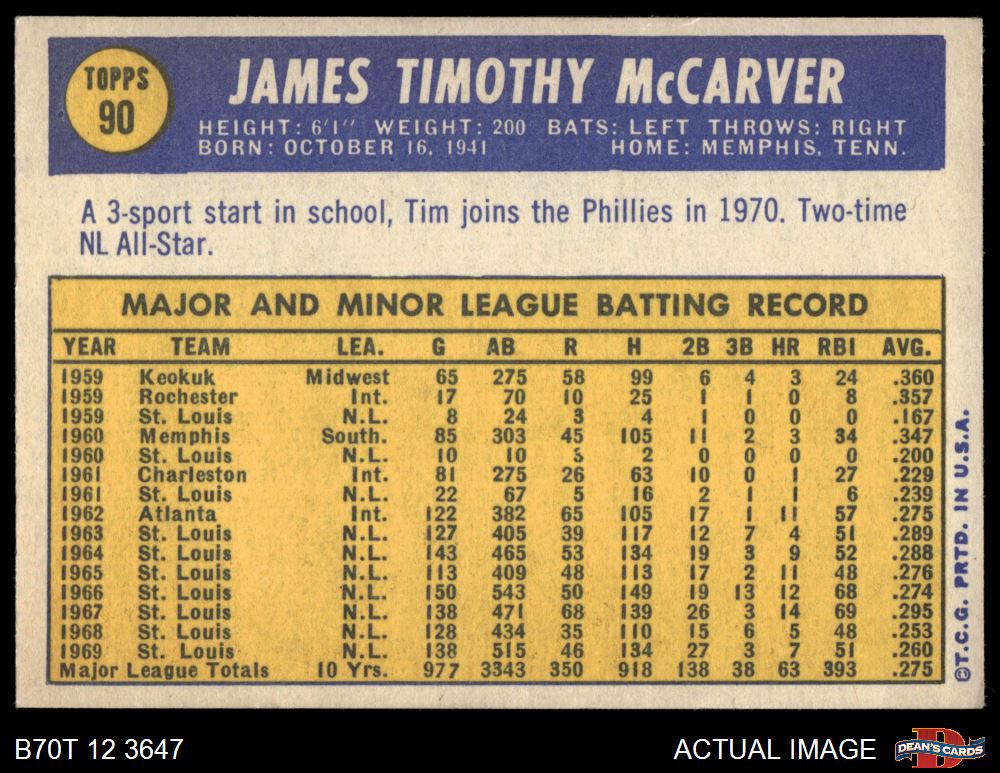 TOPPS
90
JAMES TIMOTHY McCARVER
HEIGHT: 6'1" WEIGHT: 200 BATS: LEFT THROWS: RIGHT
BORN: OCTOBER 16, 1941 HOME: MEMPHIS, TENN.
A 3-sport start in school, Tim joins the Phillies in 1970. Two-time
NL All-Star.
MAJOR AND MINOR LEAGUE BATTING RECORD
YEAR TEAM LEA. G AB R H 2B 3B HR RBI AVG.
1959 Keokuk Midwest 65 275 58 99 6 4 3 24 .360
1959 Rochester Int. 17 70 10 25 1 1 0 8 .357
1959 St. Louis N.L. 8 24 3 4 1 0 0 0 .167
1960 Memphis South. 85 303 45 105 11 2 3 34 .347
1960 St. Louis N.L. 10 10 3 2 0 0 0 0 .200
1961 Charleston Int. 81 275 26 63 10 0 1 27 .229
1961 St. Louis N.L. 22 67 5 16 2 1 1 6 .239
1962 Atlanta Int. 122 382 65 105 17 1 11 57 .275
1963 St. Louis N.L. 127 405 39 117 12 7 4 51 .289
1964 St. Louis N.L. 143 465 53 134 19 3 9 52 .288
1965 St. Louis N.L. 113 409 48 113 17 2 11 48 .276
1966 St. Louis N.L. 150 543 50 149 19 13 12 68 .274
1967 St. Louis N.L. 138 471 68 139 26 3 14 69 .295
1968 St. Louis N.L. 128 434 35 110 15 6 5 48 .253
1969 St. Louis N.L. 138 515 46 134 27 3 7 51 .260
Major League Totals 10 Yrs. 977 3343 350 918 138 38 63 393 .275
©T.C.G. PRTD. IN U.S.A.
B70T 12 3647
ACTUAL IMAGE
D
DEAN'S CARDS